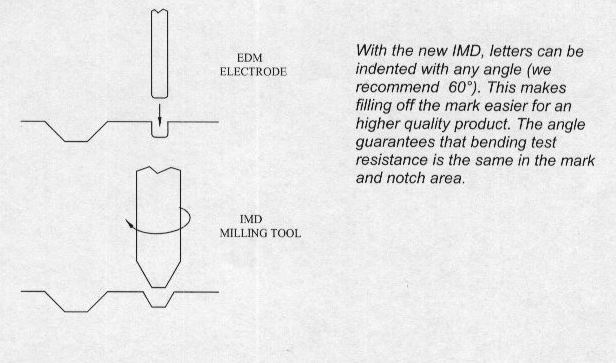 EDM
ELECTRODE
With the new IMD, letters can be
indented with any angle (we
recommend 60°). This makes
filling off the mark easier for an
higher quality product. The angle
guarantees that bending test
resistance is the same in the mark
and notch area.
IMD
MILLING TOOL